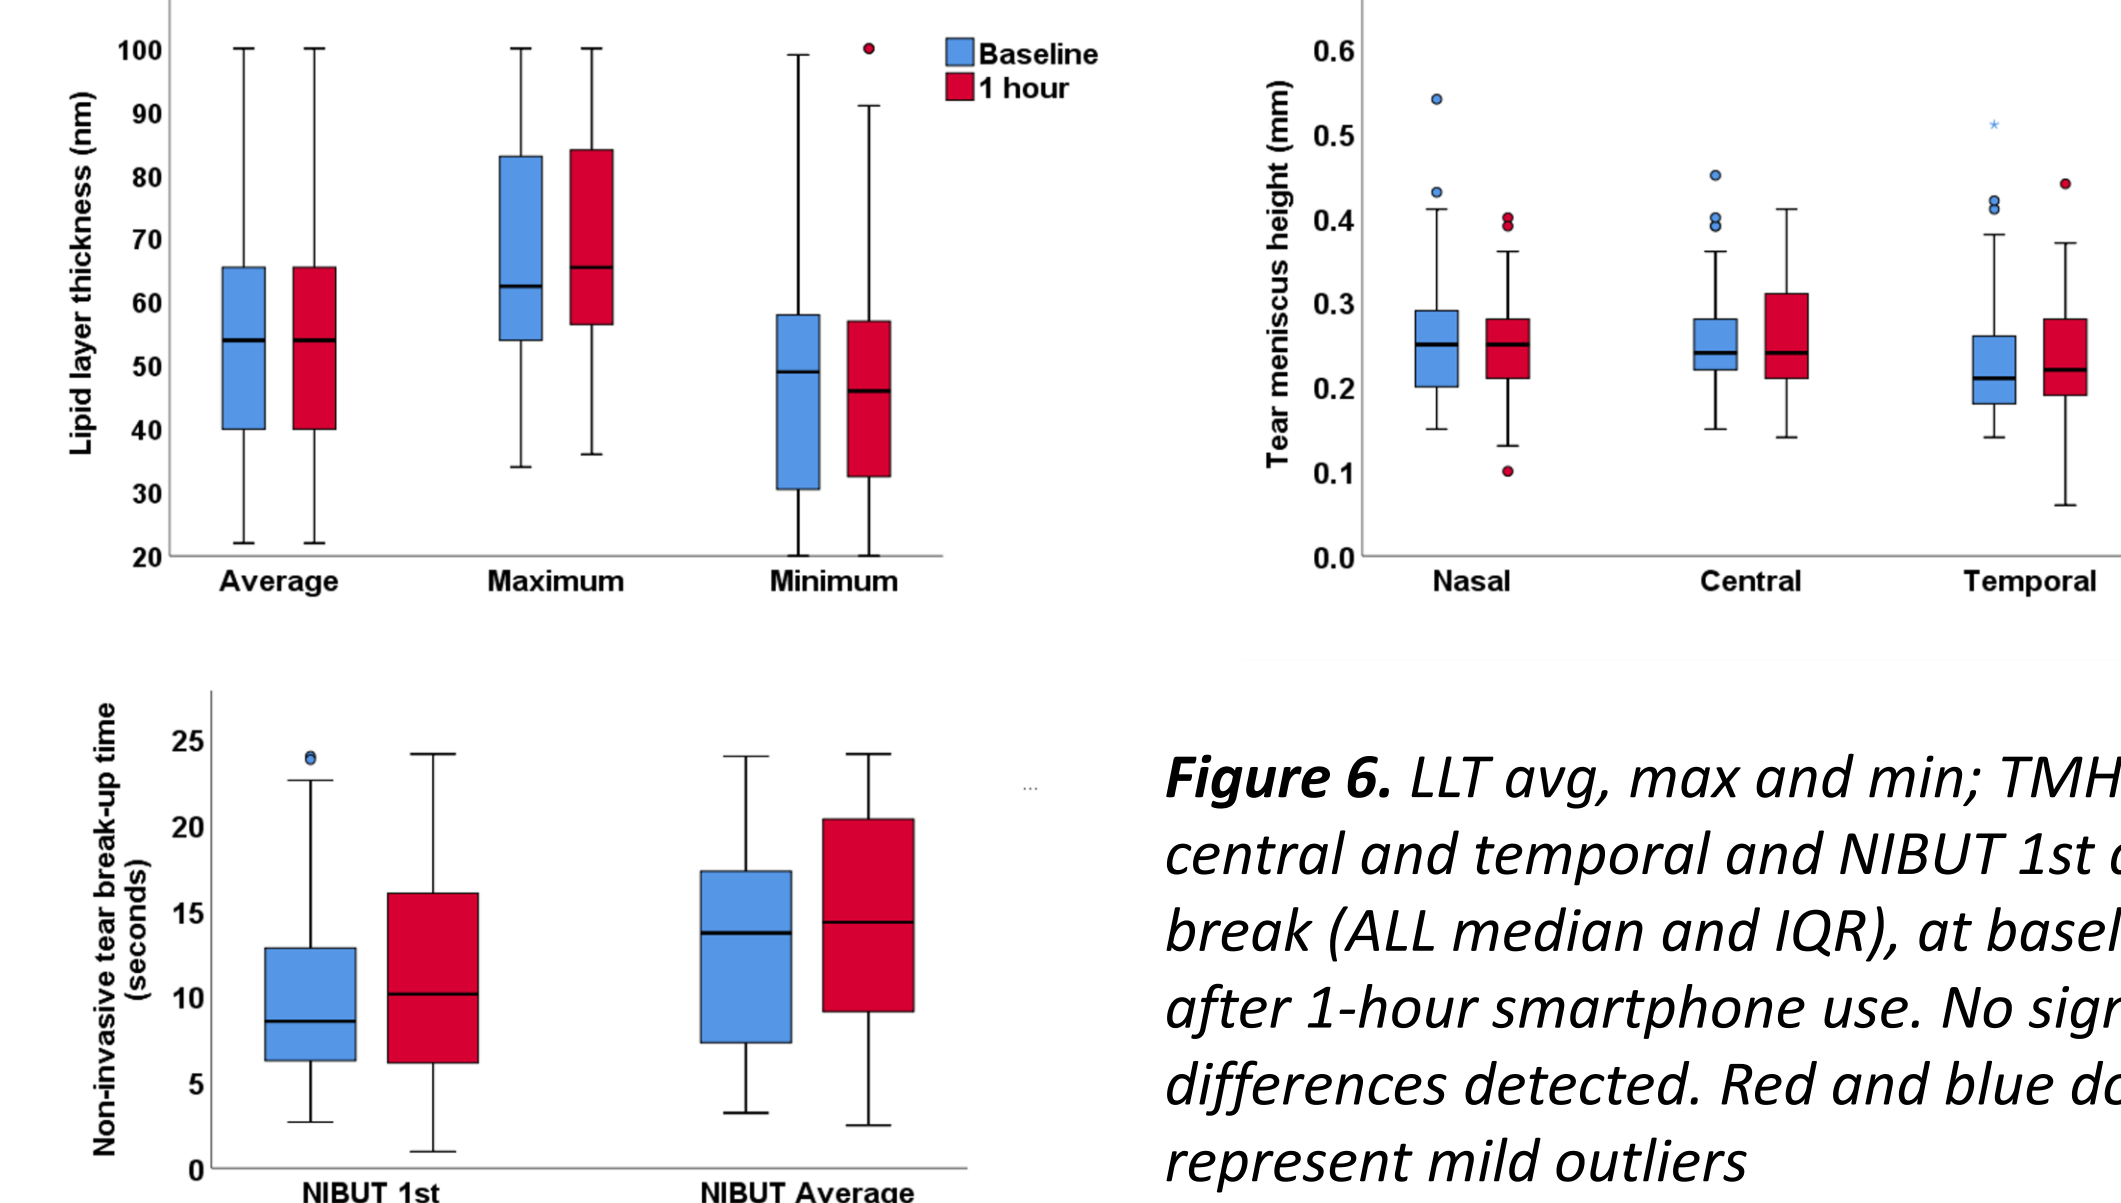 Lipid layer thickness (nm)
100
90
80
70
60
50
40
30
20
Average Maximum Minimum
Baseline
1 hour
Tear meniscus height (mm)
0.6
0.5
0.4
0.3
0.2
0.1
0.0
Nasal Central Temporal
Non-invasive tear break-up time
(seconds)
25
20
15
10
5
0
NIBUT 1st NIBUT Average
...
Figure 6. LLT avg, max and min; TMH
central and temporal and NIBUT 1st
break (ALL median and IQR), at
after 1-hour smartphone use. No
differences detected. Red and blue
represent mild outliers